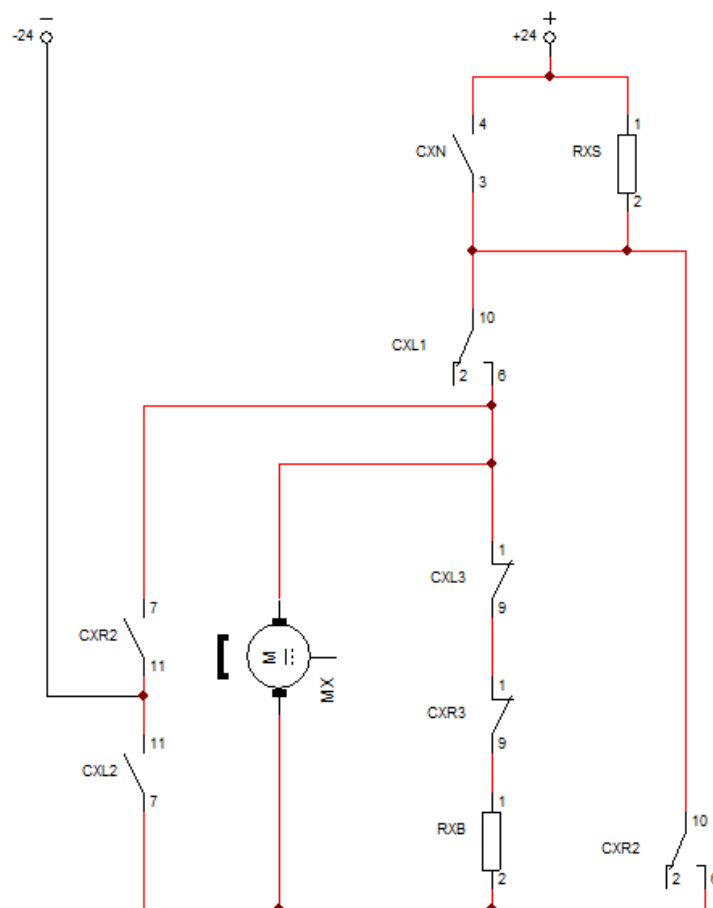 − +
-24 +24
4 1
CXN RXS
3 2
10
CXL1
2 6
1
CXL3
7 9
CXR2 M
11 MX
1
CXR3
11 9
CXL2
7 1
RXB 10
CXR2
2 2 6